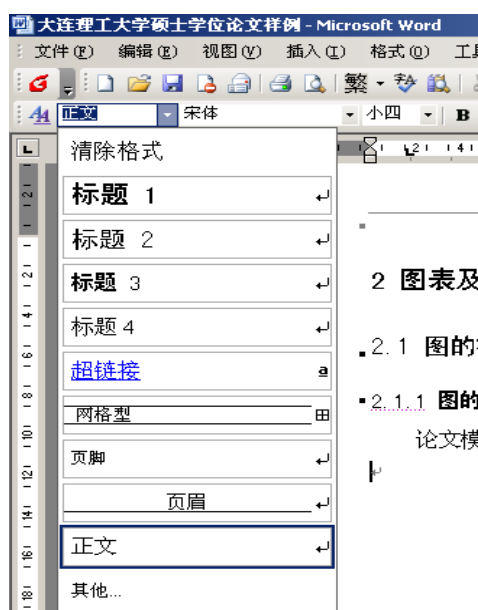 大连理工大学硕士学位论文样例 - Microsoft Word
文件(F) 编辑(E) 视图(V) 插入(I) 格式(O)
繁
正文 宋体 小四 B
清除格式
标题 1
标题 2
标题 3
标题 4
超链接 a
网格型
页脚
页眉
正文
其他...
2 图表及
2.1 图的
2.1.1 图的
论文模